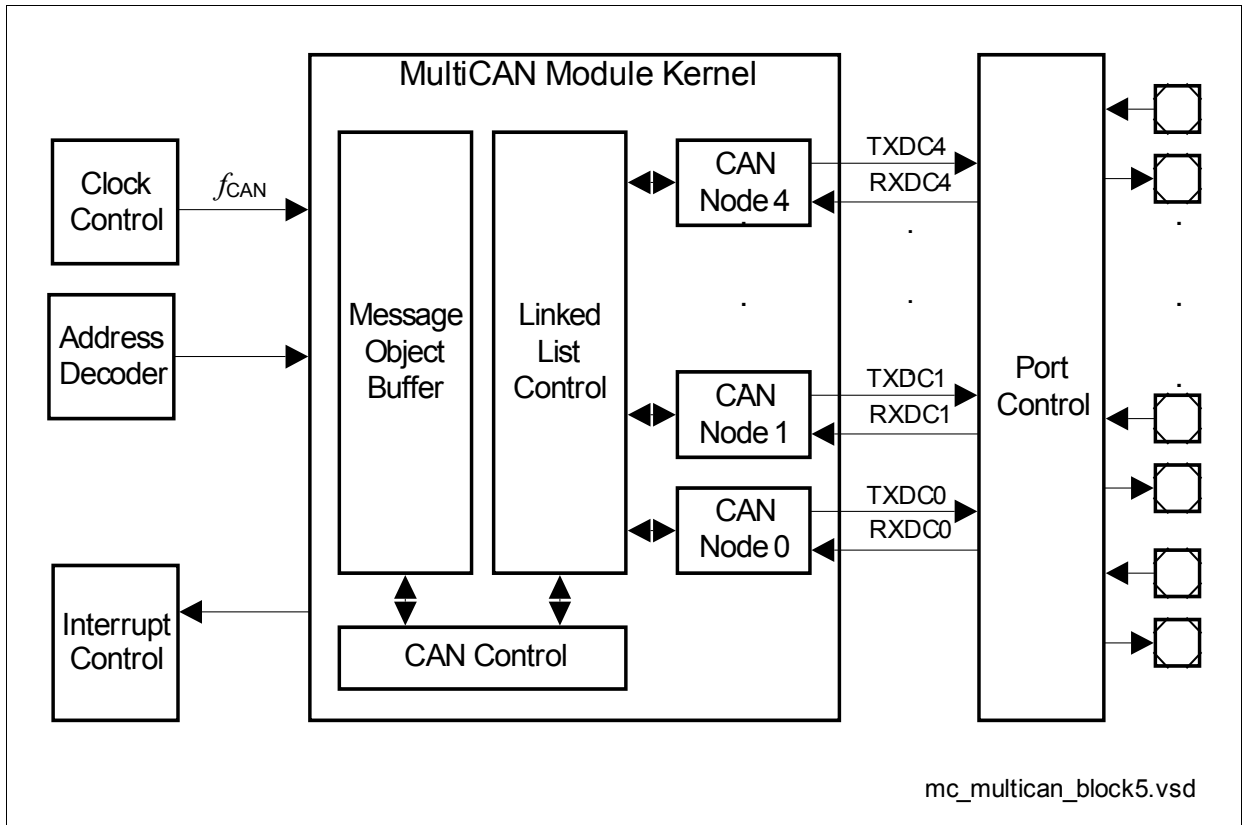 MultiCAN Module Kernel
Clock
Control
fCAN
Address
Decoder
Interrupt
Control
Message
Object
Buffer
Linked
List
Control
CAN Control
CAN
Node 4
CAN
Node 1
CAN
Node 0
TXDC4
RXDC4
TXDC1
RXDC1
TXDC0
RXDC0
Port
Control
mc_multican_block5.vsd